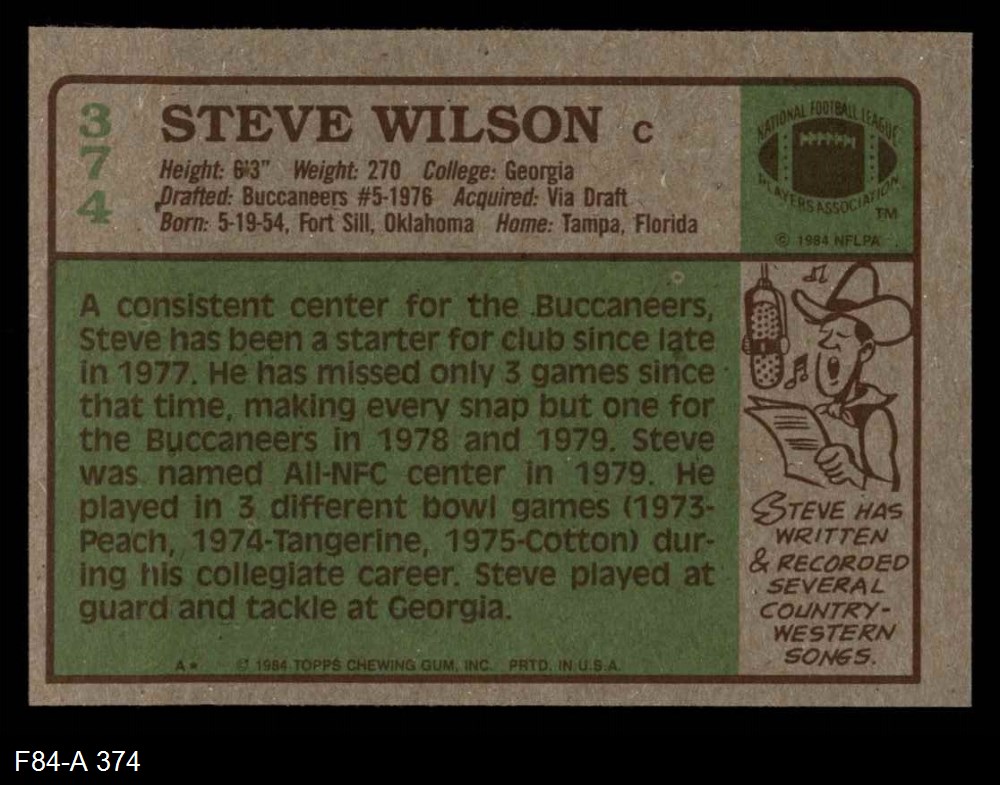 374
STEVE WILSON C
Height: 6'3" Weight: 270 College: Georgia
Drafted: Buccaneers #5-1976 Acquired: Via Draft
Born: 5-19-54, Fort Sill, Oklahoma Home: Tampa, Florida
NATIONAL FOOTBALL LEAGUE
PLAYERS ASSOCIATION
TM
© 1984 NFLPA
A consistent center for the Buccaneers,
Steve has been a starter for club since late
in 1977. He has missed only 3 games since
that time, making every snap but one for
the Buccaneers in 1978 and 1979. Steve
was named All-NFC center in 1979. He
played in 3 different bowl games (1973-
Peach, 1974-Tangerine, 1975-Cotton) dur-
ing his collegiate career. Steve played at
guard and tackle at Georgia.
A* © 1984 TOPPS CHEWING GUM, INC. PRTD. IN U.S.A.
STEVE HAS
WRITTEN
& RECORDED
SEVERAL
COUNTRY-
WESTERN
SONGS.
F84-A 374